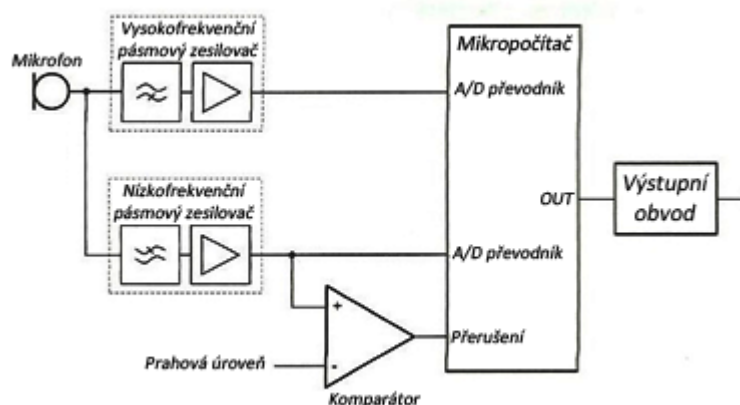 Vysokofrekvenční
pásmový zesilovač
Mikrofon
Mikropočítač
A/D převodník
Nízkofrekvenční
pásmový zesilovač
OUT
Výstupní
obvod
A/D převodník
+
Přerušení
Prahová úroveň
-
Komparátor